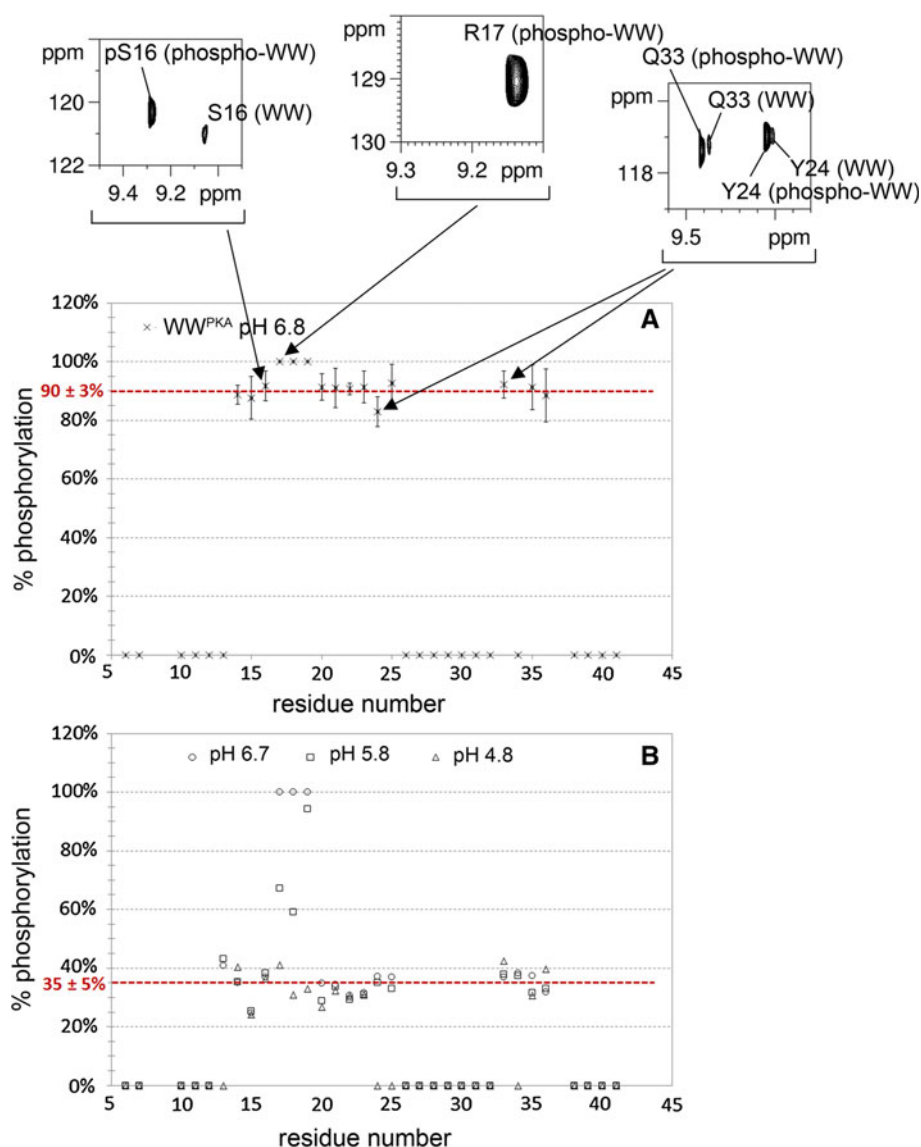 ppm
120
122
pS16 (phospho-WW)
S16 (WW)
9.4 9.2 ppm
ppm
129
130
R17 (phospho-WW)
9.3 9.2 ppm
Q33 (phospho-WW)
ppm
Q33 (WW)
118
Y24 (WW)
Y24 (phospho-WW)
9.5 ppm
120%
A
WWPKA pH 6.8
100%
90 ± 3%
80%
60%
40%
20%
0%
% phosphorylation
5 10 15 20 25 30 35 40 45
residue number
120%
pH 6.7 pH 5.8 pH 4.8
B
100%
80%
60%
40%
35 ± 5%
20%
0%
% phosphorylation
5 10 15 20 25 30 35 40 45
residue number